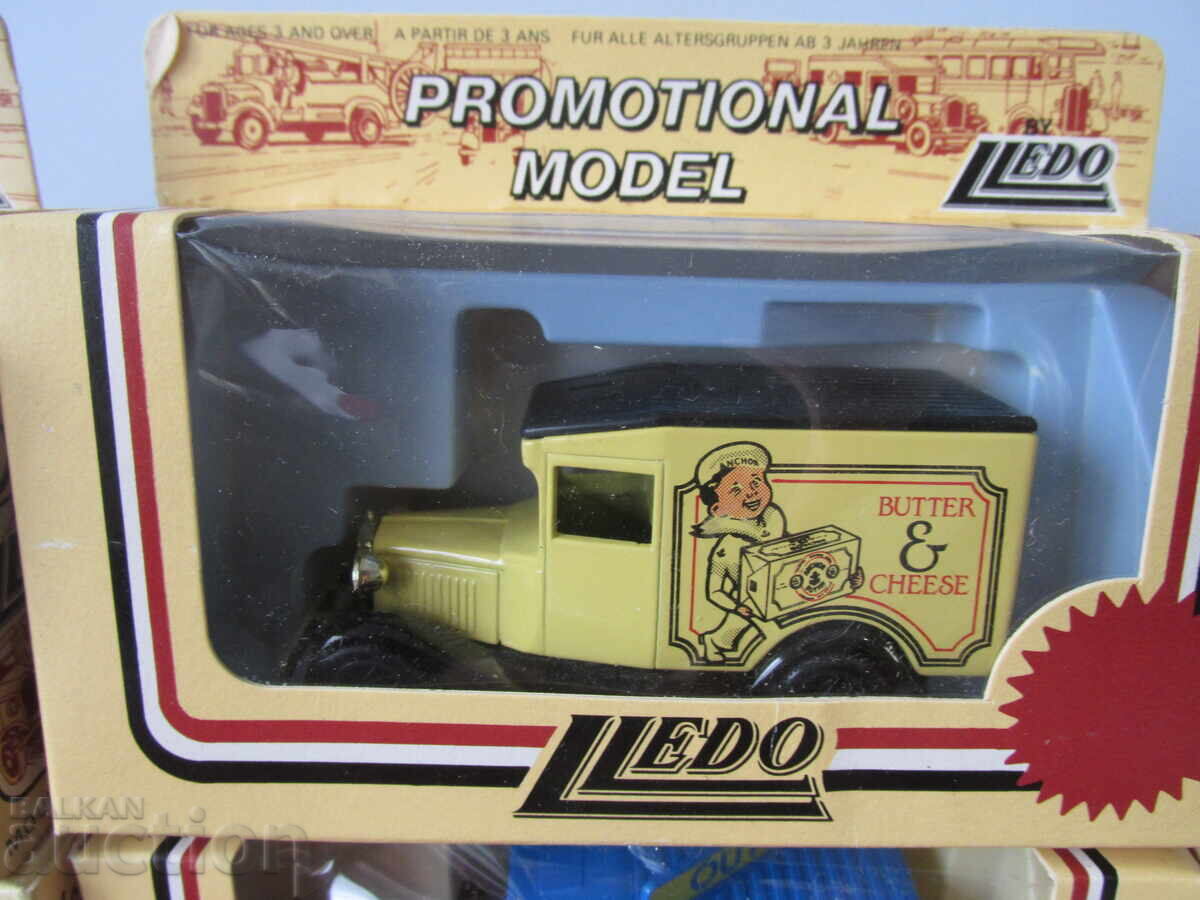 FOR AGES 3 AND OVER A PARTIR DE 3 ANS FUR ALLE ALTERSGRUPPEN AB 3 JAHREN
PROMOTIONAL
MODEL
BY
LLEDO
ANCHOR
BUTTER
&
CHEESE
LLEDO
BALKAN
auction